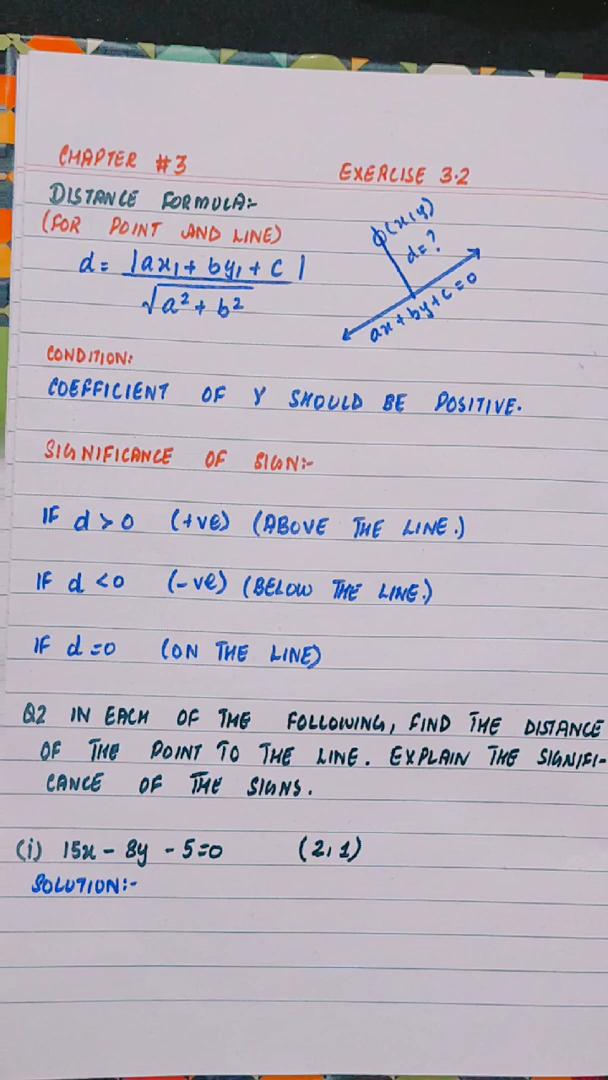 CHAPTER #3 EXERCISE 3.2
DISTANCE FORMULA:-
(FOR POINT AND LINE)
d = |ax₁ + by₁ + c| / √a² + b²
p(x,y)
d=?
ax+by+c=0
CONDITION:
COEFFICIENT OF Y SHOULD BE POSITIVE.
SIGNIFICANCE OF SIGN:-
IF d > 0 (+ve) (ABOVE THE LINE.)
IF d < 0 (-ve) (BELOW THE LINE.)
IF d = 0 (ON THE LINE)
Q2 IN EACH OF THE FOLLOWING, FIND THE DISTANCE
OF THE POINT TO THE LINE. EXPLAIN THE SIGNIFI-
CANCE OF THE SIGNS.
(i) 15x - 8y - 5=0 (2,1)
SOLUTION:-